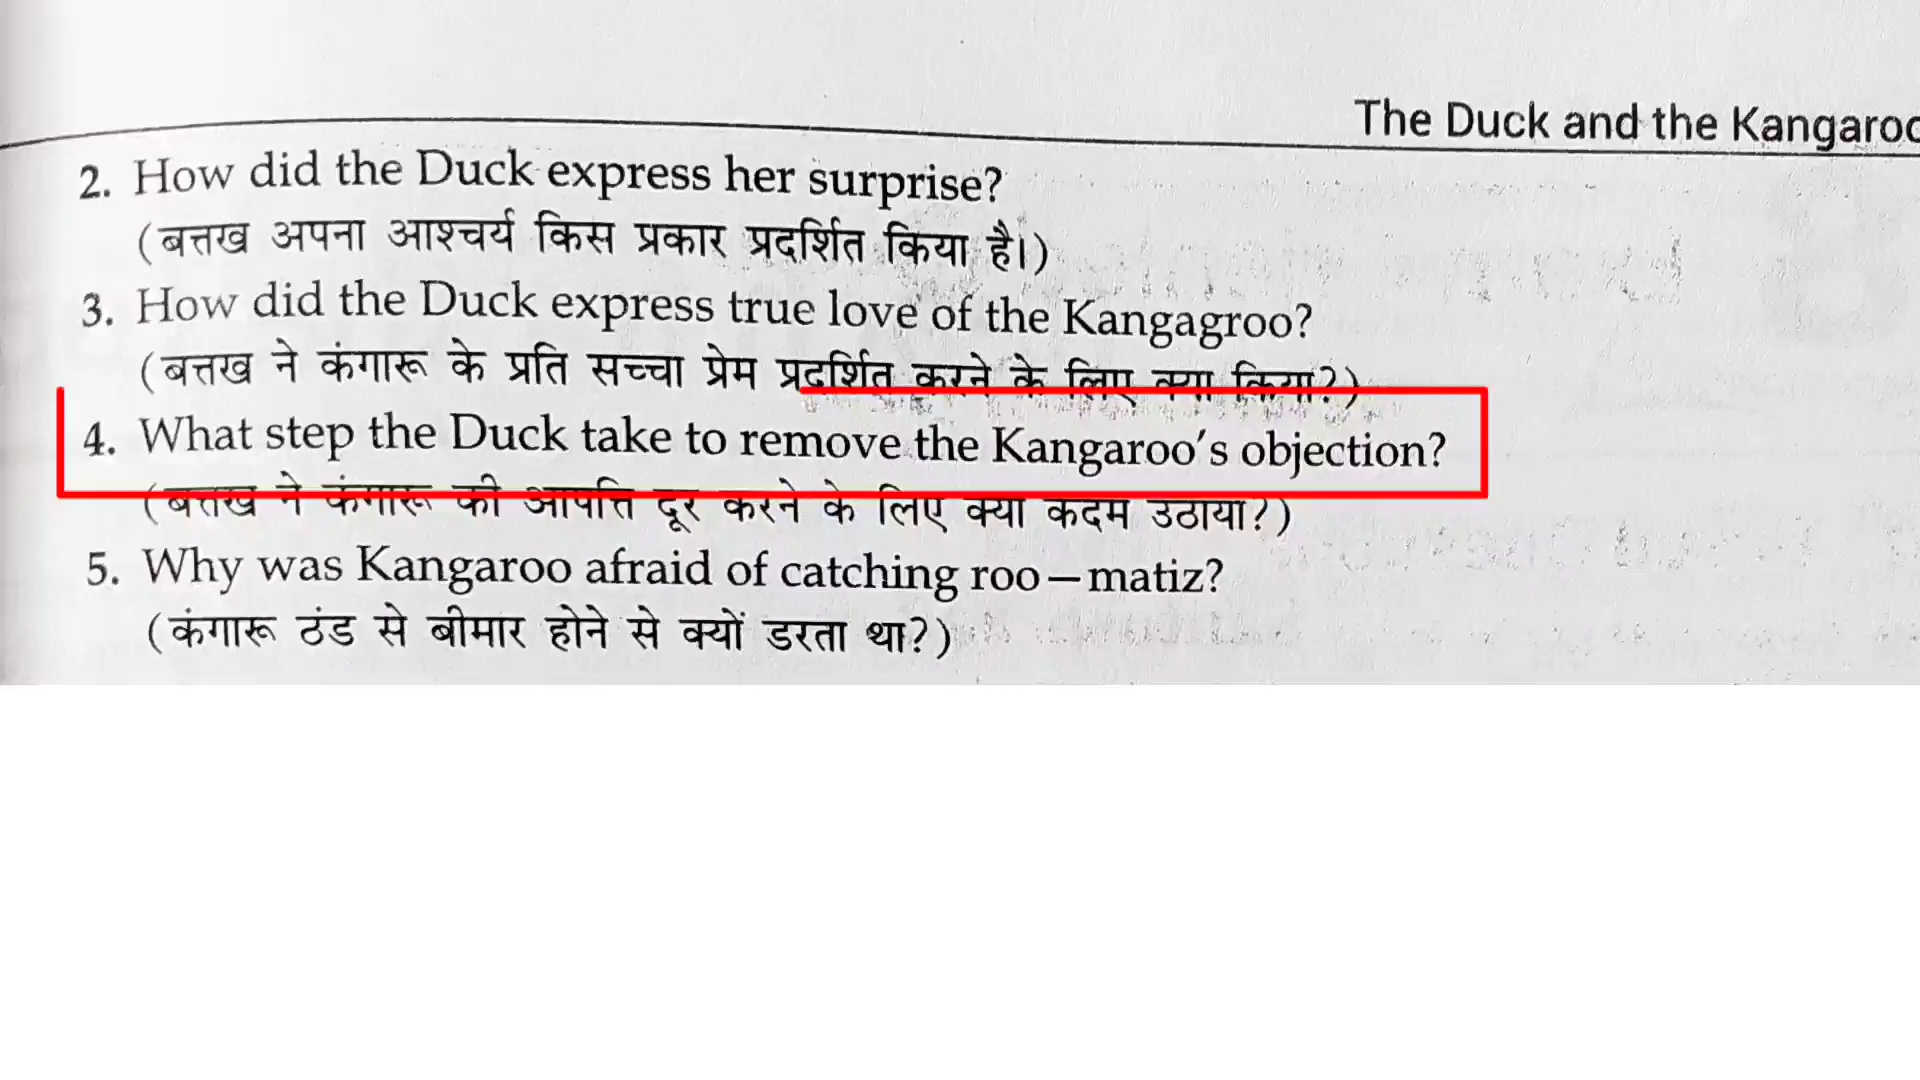 The Duck and the Kangaroo
2. How did the Duck express her surprise?
(बत्तख अपना आश्चर्य किस प्रकार प्रदर्शित किया है।)
3. How did the Duck express true love of the Kangagroo?
(बत्तख ने कंगारू के प्रति सच्चा प्रेम प्रदर्शित करने के लिए क्या किया?)
4. What step the Duck take to remove the Kangaroo's objection?
(बत्तख ने कंगारू की आपत्ति दूर करने के लिए क्या कदम उठाया?)
5. Why was Kangaroo afraid of catching roo—matiz?
(कंगारू ठंड से बीमार होने से क्यों डरता था?)